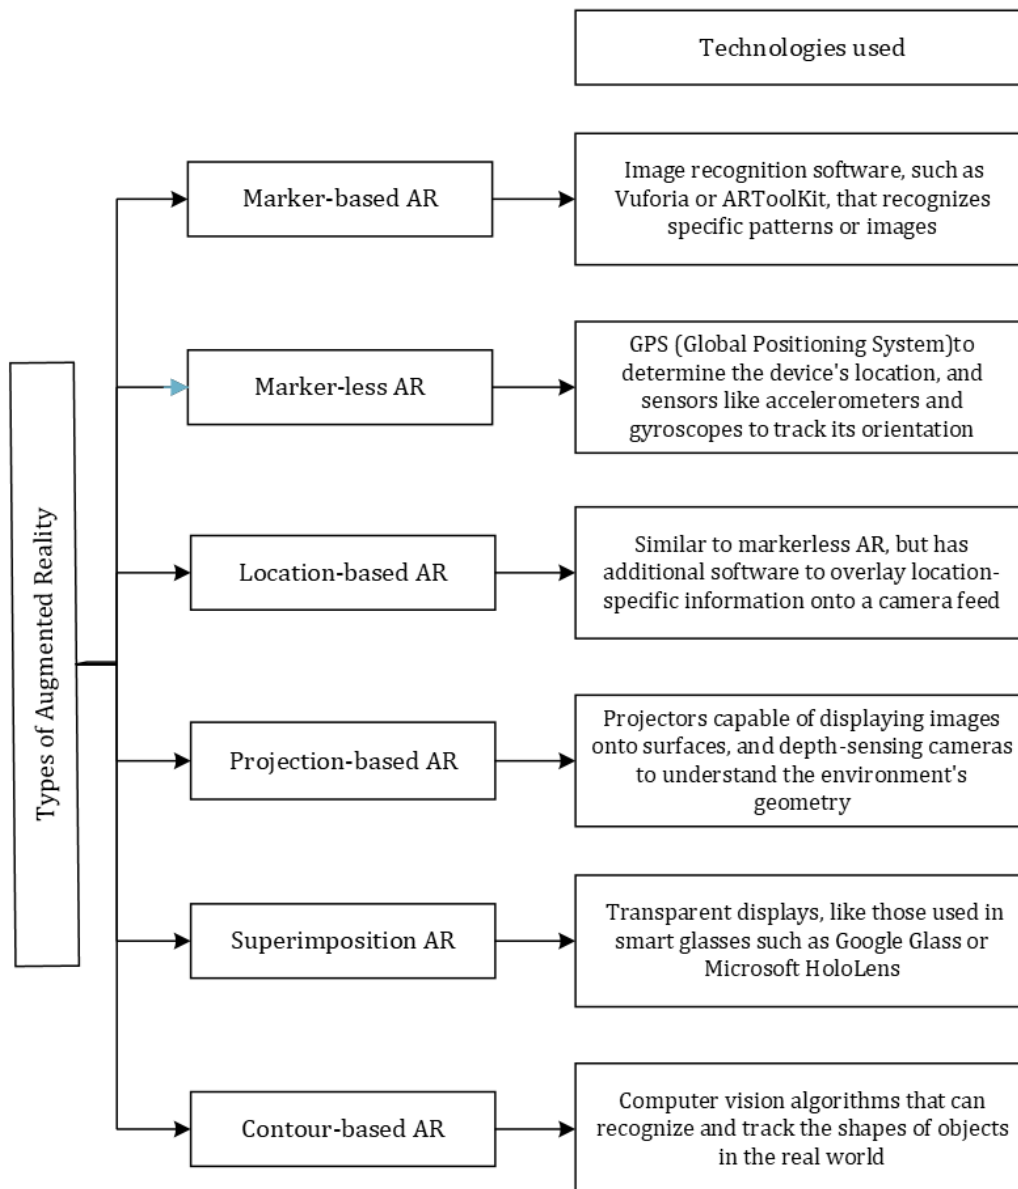 Technologies used
Types of Augmented Reality
Marker-based AR
Image recognition software, such as
Vuforia or ARToolKit, that recognizes
specific patterns or images
Marker-less AR
GPS (Global Positioning System)to
determine the device's location, and
sensors like accelerometers and
gyroscopes to track its orientation
Location-based AR
Similar to markerless AR, but has
additional software to overlay location-
specific information onto a camera feed
Projection-based AR
Projectors capable of displaying images
onto surfaces, and depth-sensing cameras
to understand the environment's
geometry
Superimposition AR
Transparent displays, like those used in
smart glasses such as Google Glass or
Microsoft HoloLens
Contour-based AR
Computer vision algorithms that can
recognize and track the shapes of objects
in the real world